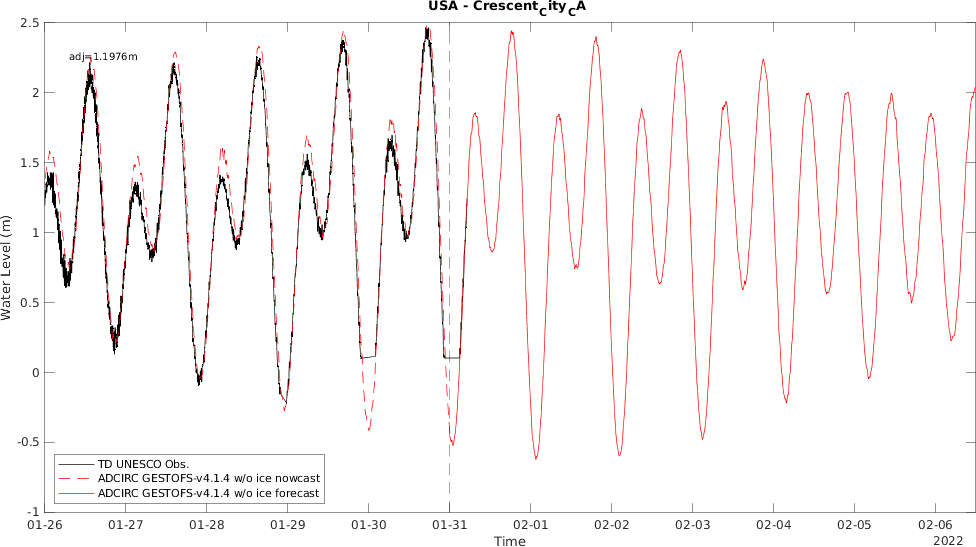 USA - CrescentCityCA
adj=1.1976m
2.5
2
1.5
1
0.5
0
-0.5
-1
Water Level (m)
TD UNESCO Obs.
ADCIRC GESTOFS-v4.1.4 w/o ice nowcast
ADCIRC GESTOFS-v4.1.4 w/o ice forecast
01-26 01-27 01-28 01-29 01-30 01-31 02-01 02-02 02-03 02-04 02-05 02-06
Time
2022